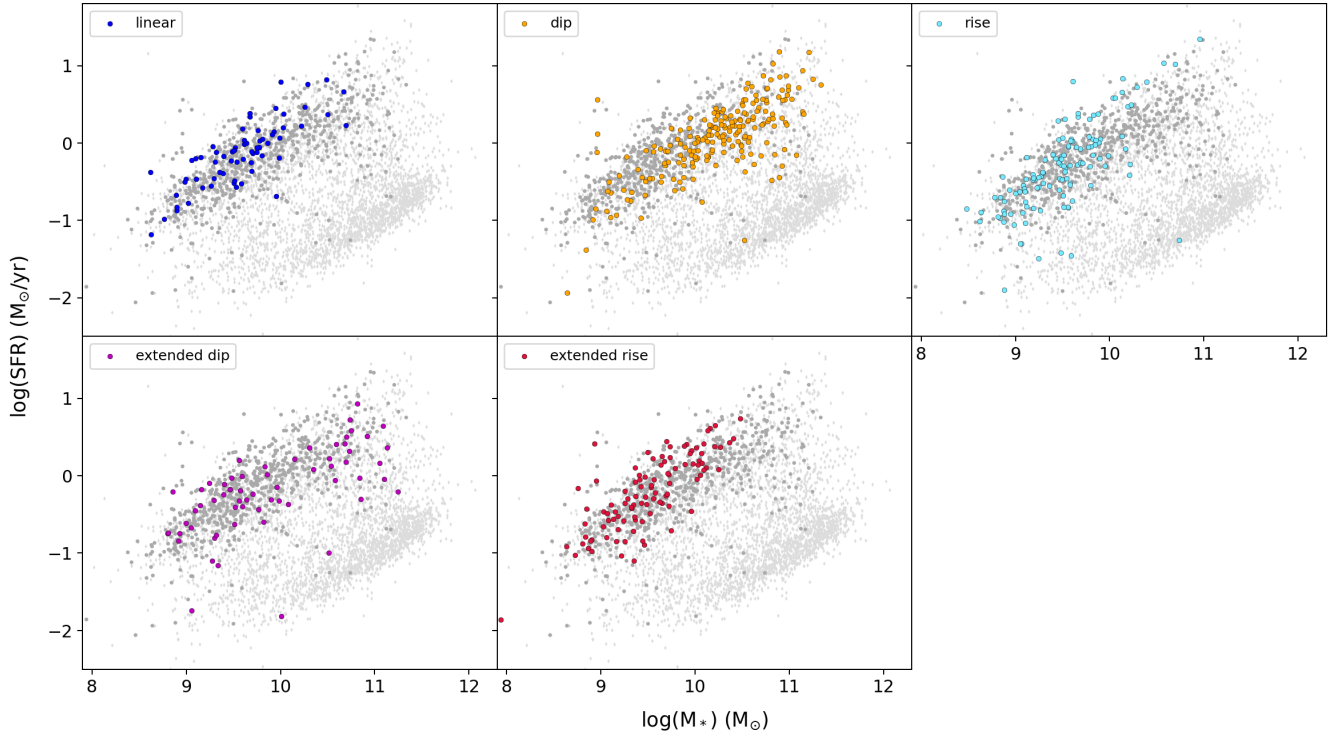 linear
dip
rise
1
0
−1
−2
8 9 10 11 12
extended dip
extended rise
1
0
−1
−2
8 9 10 11 12
8 9 10 11 12
log(SFR) (M⊙/yr)
log(M*) (M⊙)